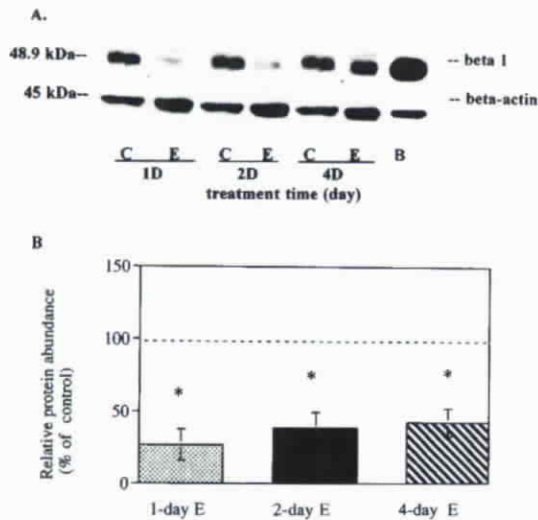 A.
48.9 kDa-- -- beta 1
45 kDa-- -- beta-actin
C E C E C E B
1D 2D 4D
treatment time (day)
B
Relative protein abundance
(% of control)
150
100
50
0
* * *
1-day E 2-day E 4-day E